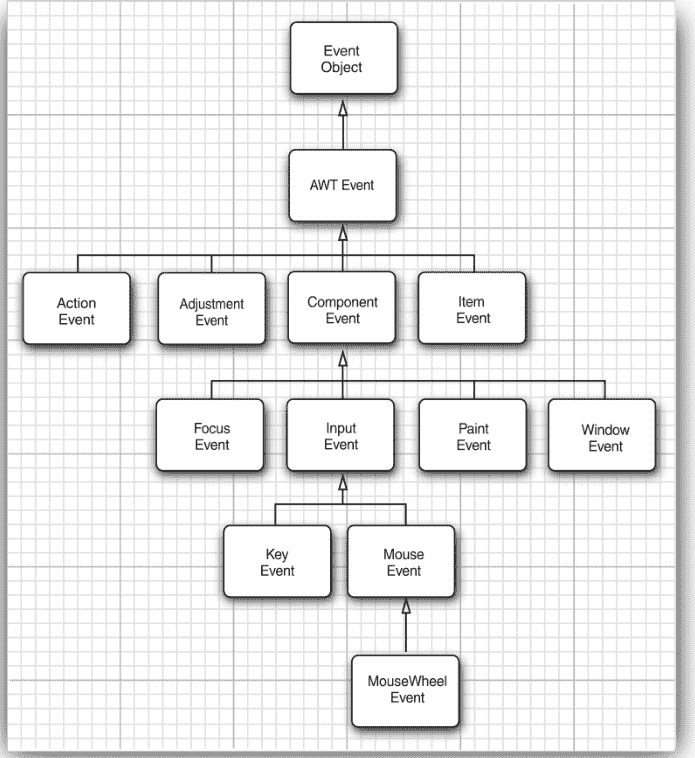 Event
Object
AWT Event
Action
Event
Adjustment
Event
Component
Event
Item
Event
Focus
Event
Input
Event
Paint
Event
Window
Event
Key
Event
Mouse
Event
MouseWheel
Event